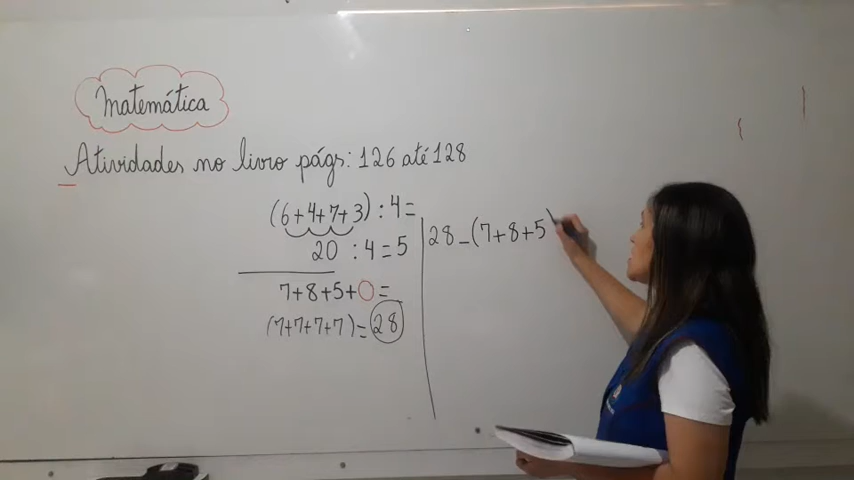 Matemática
Atividades no livro págs: 126 até 128
(6+4+7+3) : 4 =
20 : 4 = 5
7+8+5+0 =
(7+7+7+7) = 28
28 - (7+8+5)